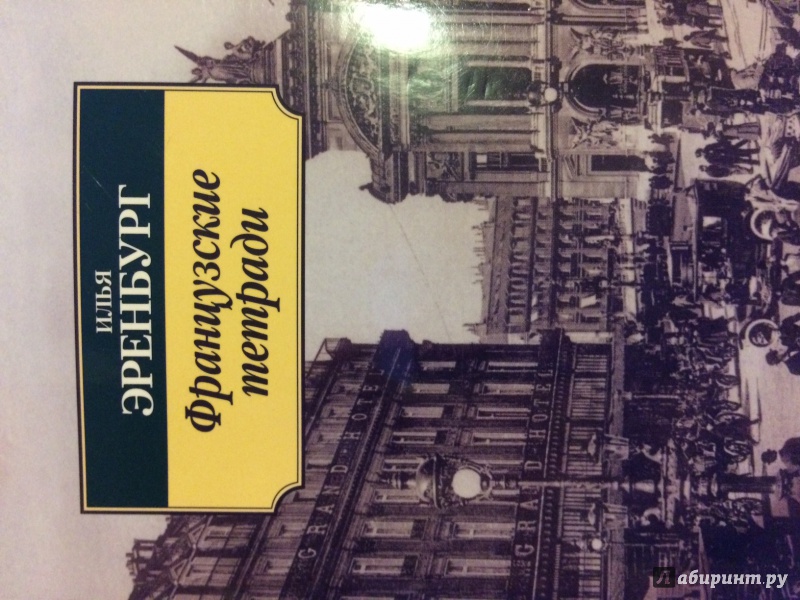 ИЛЬЯ
ЭРЕНБУРГ
Французские
тетради
GRAND HOTEL
GRAND HOTEL
Лабиринт.ру